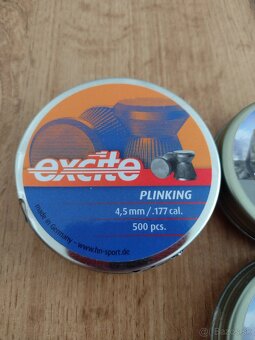 excite
PLINKING
4,5 mm / .177 cal.
500 pcs.
made in Germany · www.hn-sport.de